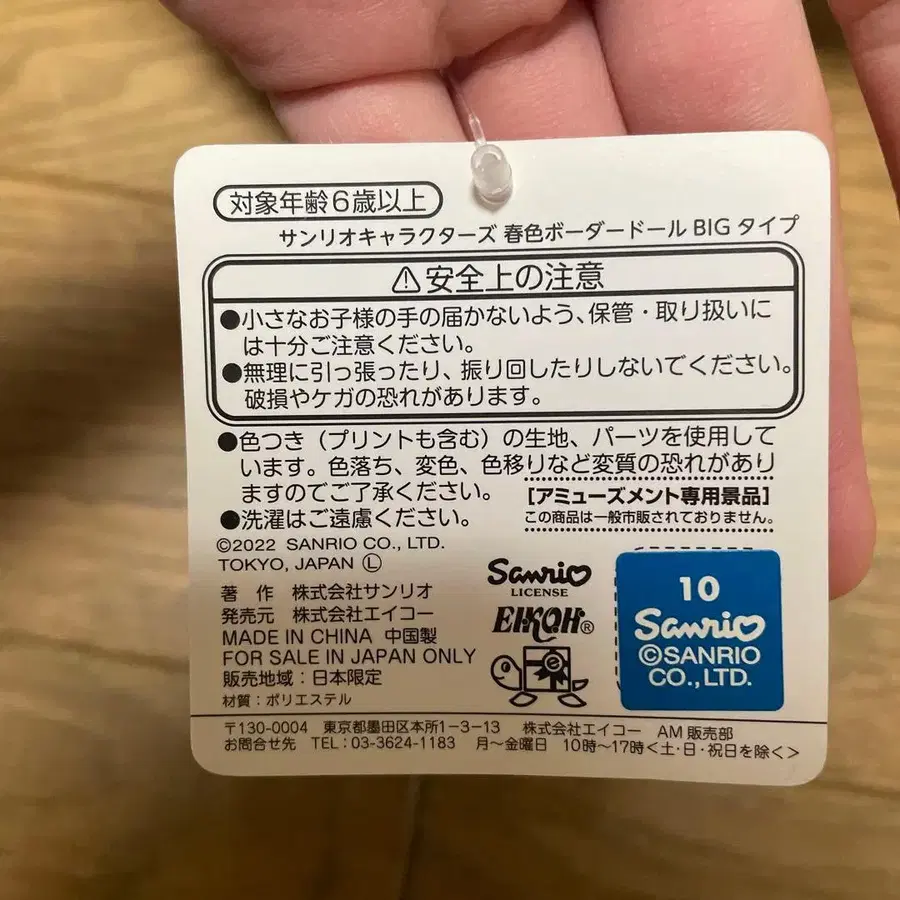 対象年齢6歳以上
サンリオキャラクターズ 春色ボーダードール BIG タイプ
⚠安全上の注意
●小さなお子様の手の届かないよう、保管・取り扱いに
は十分ご注意ください。
●無理に引っ張ったり、振り回したりしないでください。
破損やケガの恐れがあります。
●色つき（プリントも含む）の生地、パーツを使用して
います。色落ち、変色、色移りなど変質の恐れがあり
ますのでご了承ください。
●洗濯はご遠慮ください。
[アミューズメント専用景品]
この商品は一般市販されておりません。
©2022 SANRIO CO., LTD.
TOKYO, JAPAN Ⓛ
著 作 株式会社サンリオ
発売元 株式会社エイコー
MADE IN CHINA 中国製
FOR SALE IN JAPAN ONLY
販売地域：日本限定
材質：ポリエステル
Sanrio
LICENSE
EIKOH®
10
Sanrio
©SANRIO
CO.,LTD.
〒130-0004 東京都墨田区本所1-3-13 株式会社エイコー AM販売部
お問合せ先 TEL：03-3624-1183 月～金曜日 10時～17時<土・日・祝日を除く>